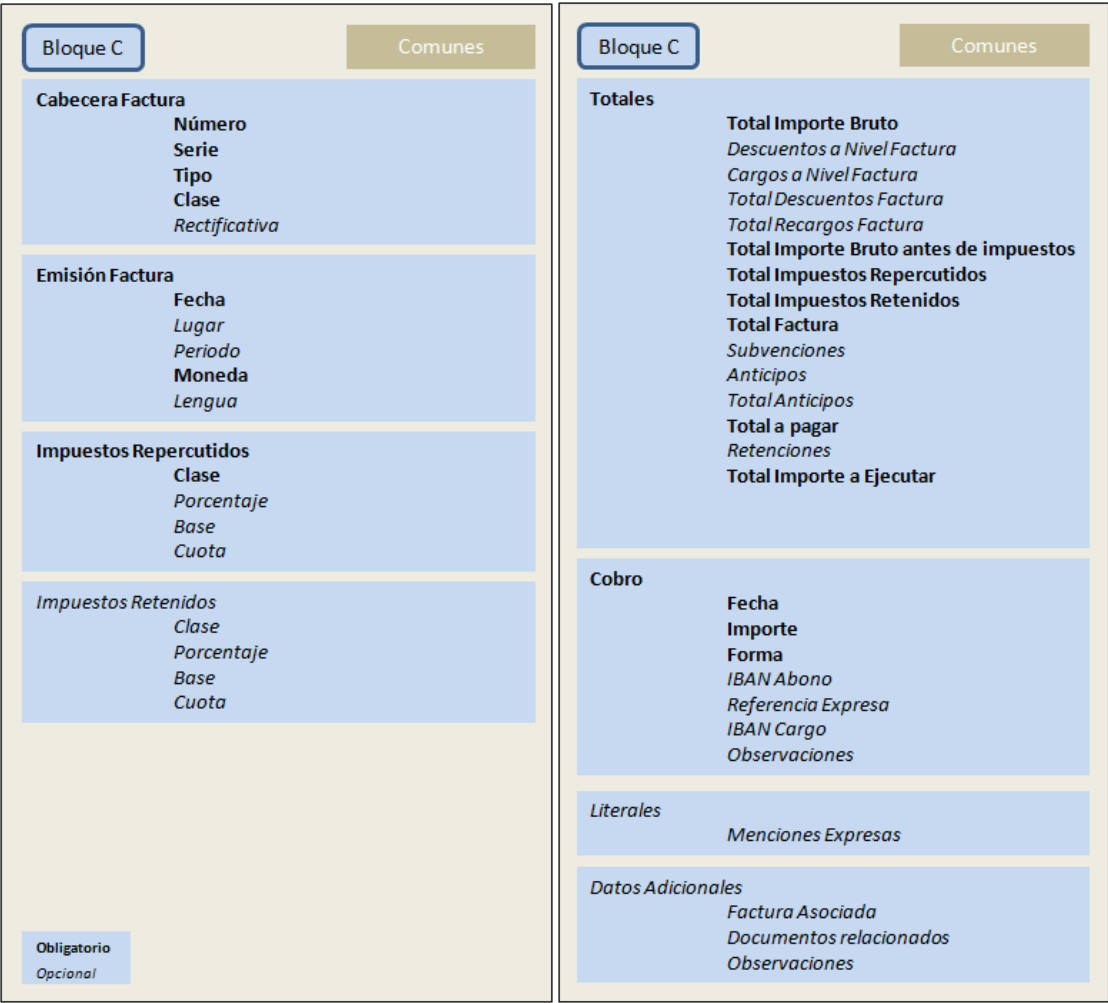 Bloque C
Comunes
Cabecera Factura
Número
Serie
Tipo
Clase
Rectificativa
Emisión Factura
Fecha
Lugar
Periodo
Moneda
Lengua
Impuestos Repercutidos
Clase
Porcentaje
Base
Cuota
Impuestos Retenidos
Clase
Porcentaje
Base
Cuota
Obligatorio
Opcional
Bloque C
Comunes
Totales
Total Importe Bruto
Descuentos a Nivel Factura
Cargos a Nivel Factura
Total Descuentos Factura
Total Recargos Factura
Total Importe Bruto antes de impuestos
Total Impuestos Repercutidos
Total Impuestos Retenidos
Total Factura
Subvenciones
Anticipos
Total Anticipos
Total a pagar
Retenciones
Total Importe a Ejecutar
Cobro
Fecha
Importe
Forma
IBAN Abono
Referencia Expresa
IBAN Cargo
Observaciones
Literales
Menciones Expresas
Datos Adicionales
Factura Asociada
Documentos relacionados
Observaciones